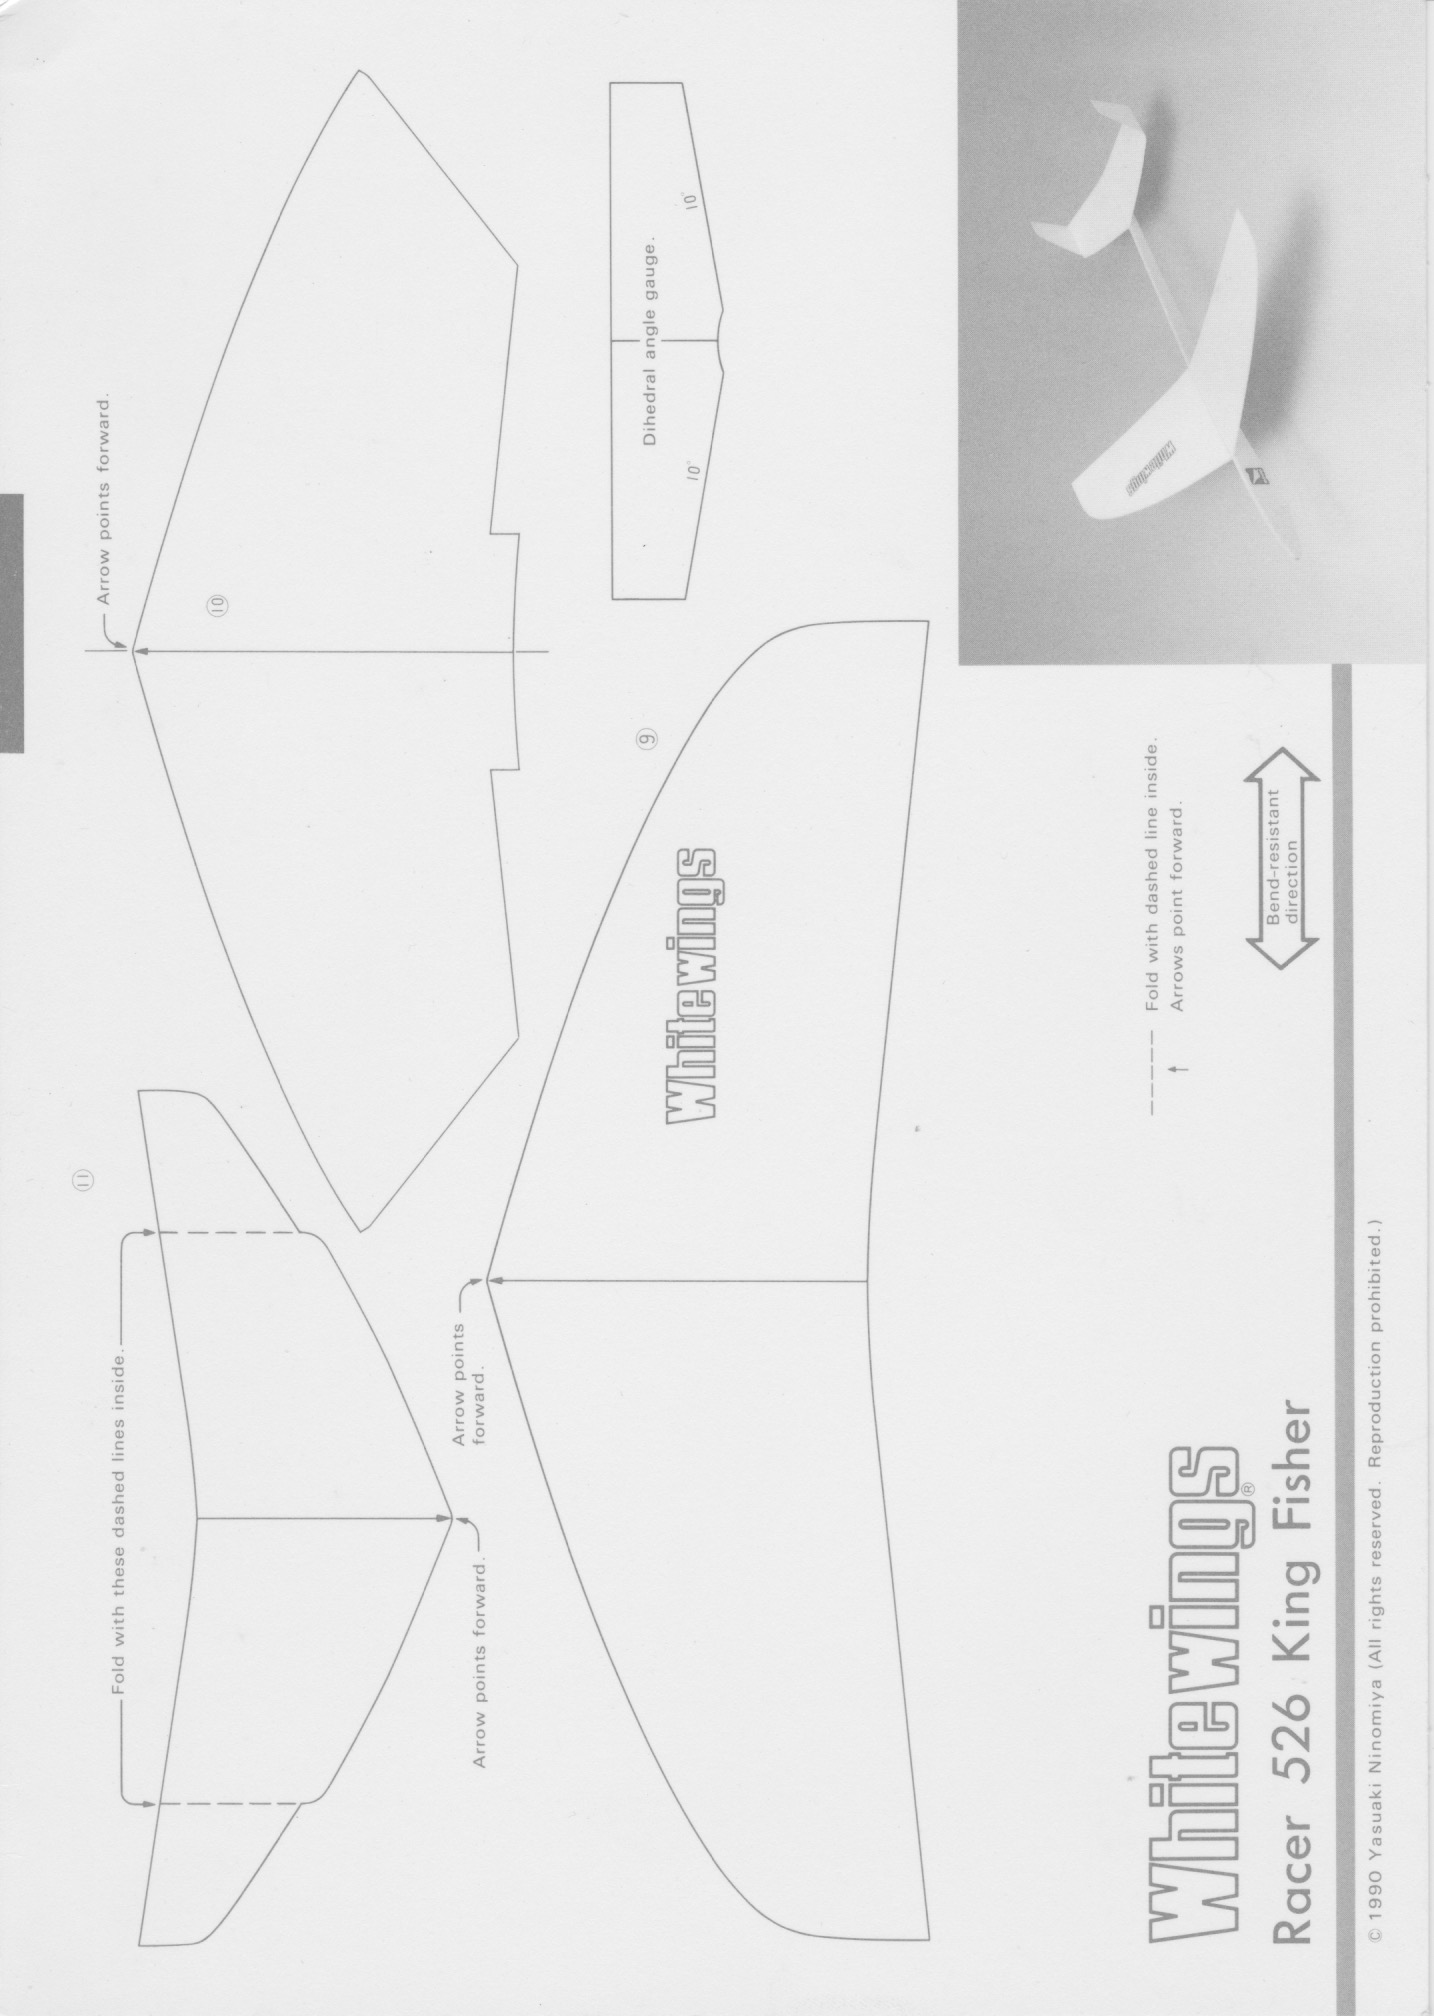 Arrow points forward.
10
Dihedral angle gauge.
10°
10°
11
Fold with these dashed lines inside.
Arrow points forward.
Arrow points
forward.
9
Whitewings
Whitewings
Fold with dashed line inside.
Arrows point forward.
Bend-resistant
direction
Whitewings®
Racer 526 King Fisher
© 1990 Yasuaki Ninomiya (All rights reserved. Reproduction prohibited.)